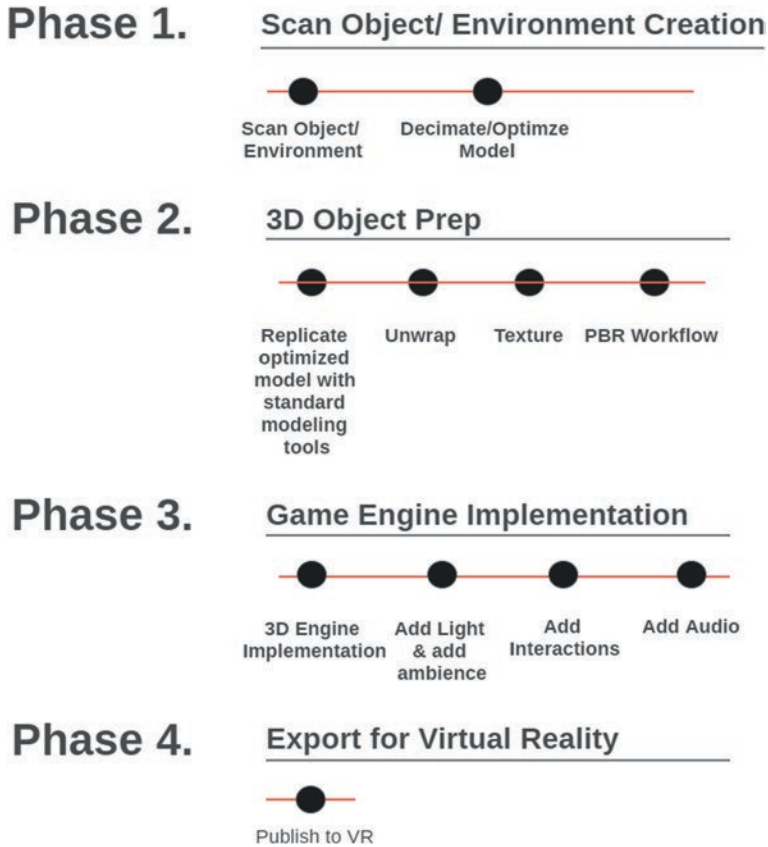 Phase 1.
Scan Object/ Environment Creation
Scan Object/
Environment
Decimate/Optimze
Model
Phase 2.
3D Object Prep
Replicate
optimized
model with
standard
modeling
tools
Unwrap
Texture
PBR Workflow
Phase 3.
Game Engine Implementation
3D Engine
Implementation
Add Light
& add
ambience
Add
Interactions
Add Audio
Phase 4.
Export for Virtual Reality
Publish to VR